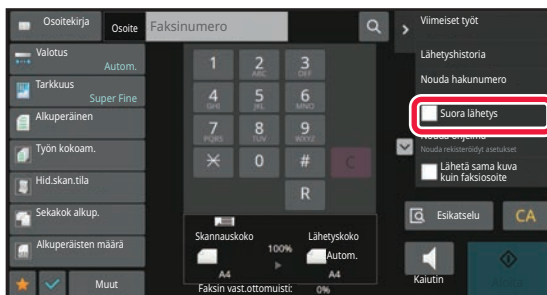 Osoitekirja
Osoite
Faksinumero
Viimeiset työt
Valotus
Autom.
Tarkkuus
Super Fine
Alkuperäinen
Työn kokoam.
Hid.skan.tila
Sekakok alkup.
Alkuperäisten määrä
Muut
1
2
ABC
3
DEF
4
GHI
5
JKL
6
MNO
7
PQRS
8
TUV
9
WXYZ
0
#
C
R
Skannauskoko
100%
Lähetyskoko
Autom.
A4
A4
Faksin vast.ottomuisti:
0%
Lähetyshistoria
Nouda hakunumero
Suora lähetys
Nouda ohjelma
Nouda rekisteröidyt asetukset
Lähetä sama kuva
kuin faksiosoite
Esikatselu
CA
Kaiutin
Aloita